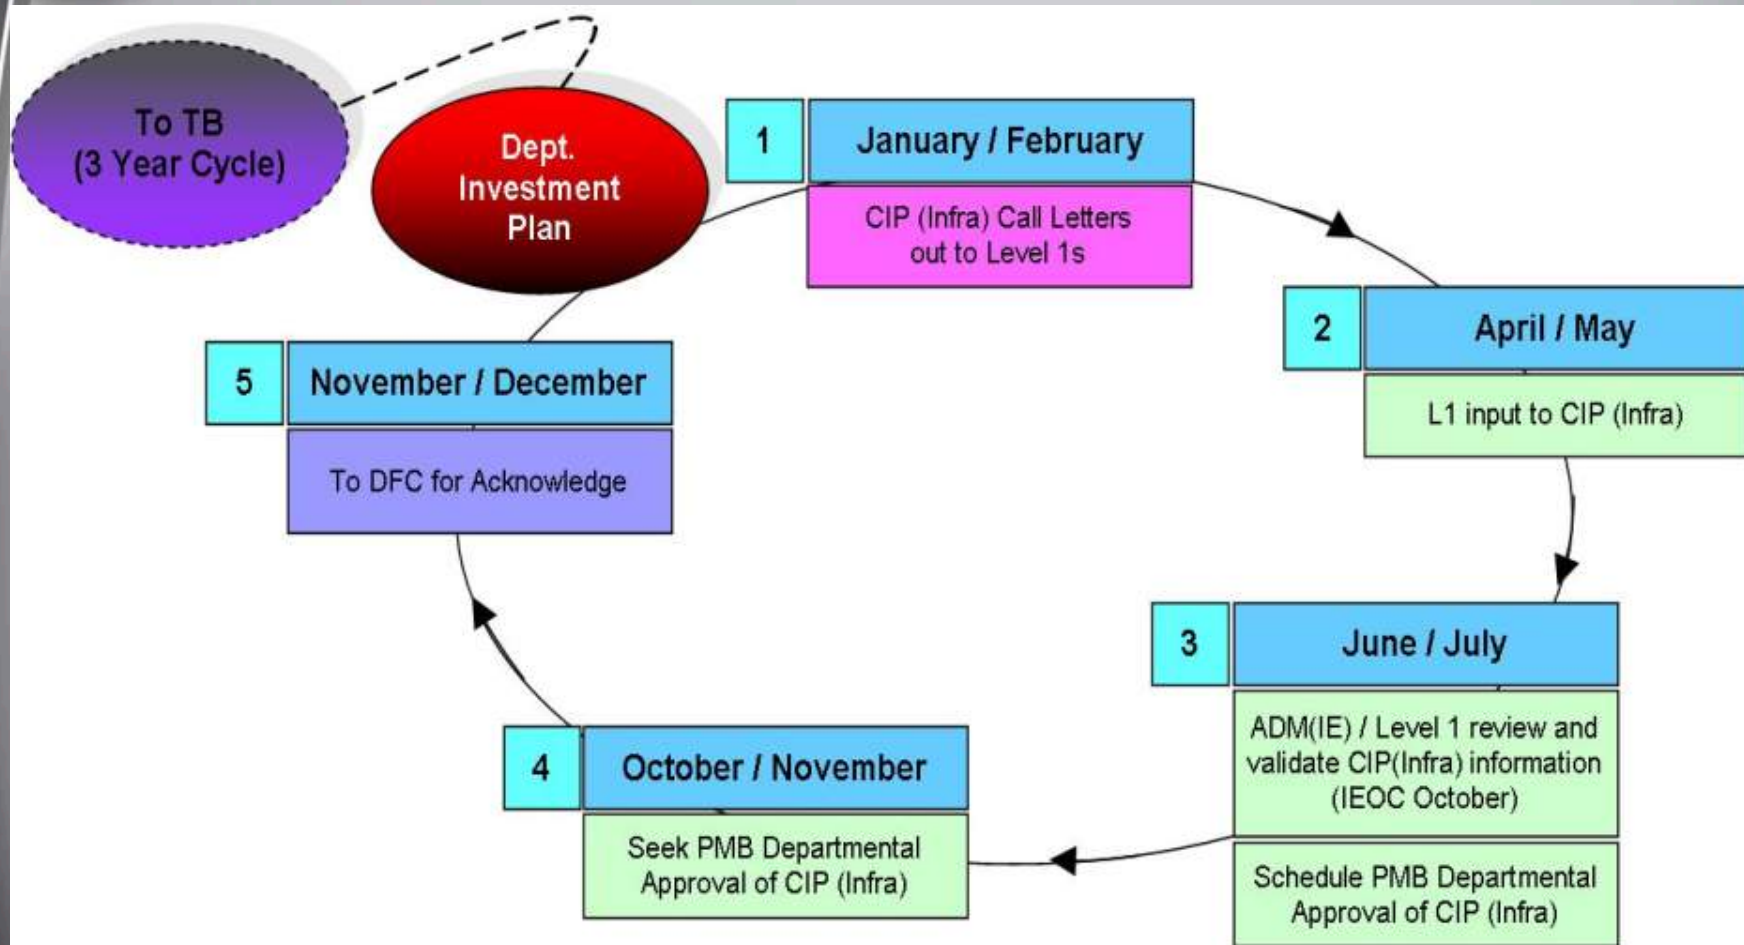 To TB
(3 Year Cycle)
Dept.
Investment
Plan
1
January / February
CIP (Infra) Call Letters
out to Level 1s
2
April / May
L1 input to CIP (Infra)
3
June / July
ADM(IE) / Level 1 review and
validate CIP(Infra) information
(IEOC October)
Schedule PMB Departmental
Approval of CIP (Infra)
4
October / November
Seek PMB Departmental
Approval of CIP (Infra)
5
November / December
To DFC for Acknowledge